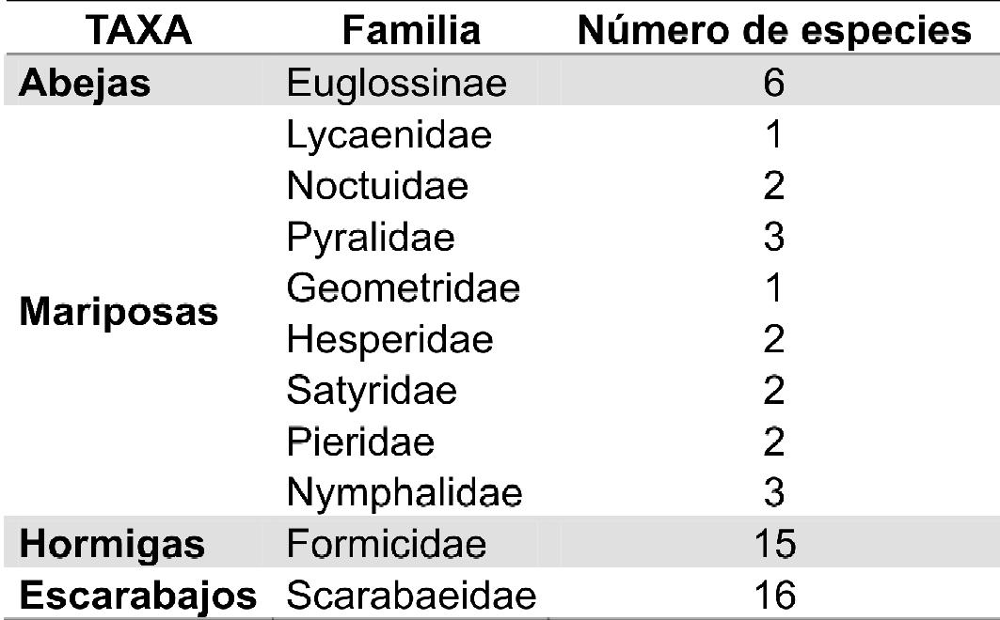 TAXA Familia Número de especies
Abejas Euglossinae 6
Lycaenidae 1
Noctuidae 2
Pyralidae 3
Geometridae 1
Mariposas
Hesperidae 2
Satyridae 2
Pieridae 2
Nymphalidae 3
Hormigas Formicidae 15
Escarabajos Scarabaeidae 16